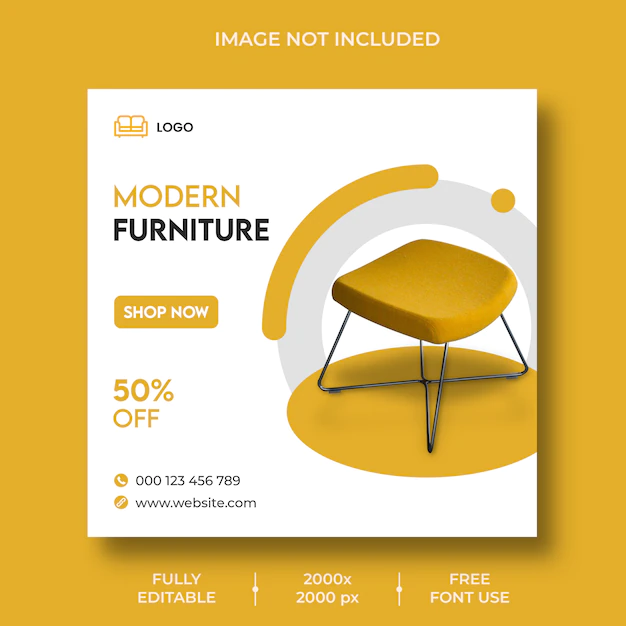 IMAGE NOT INCLUDED
LOGO
MODERN
FURNITURE
SHOP NOW
50%
OFF
000 123 456 789
www.website.com
FULLY
EDITABLE
2000x
2000 px
FREE
FONT USE